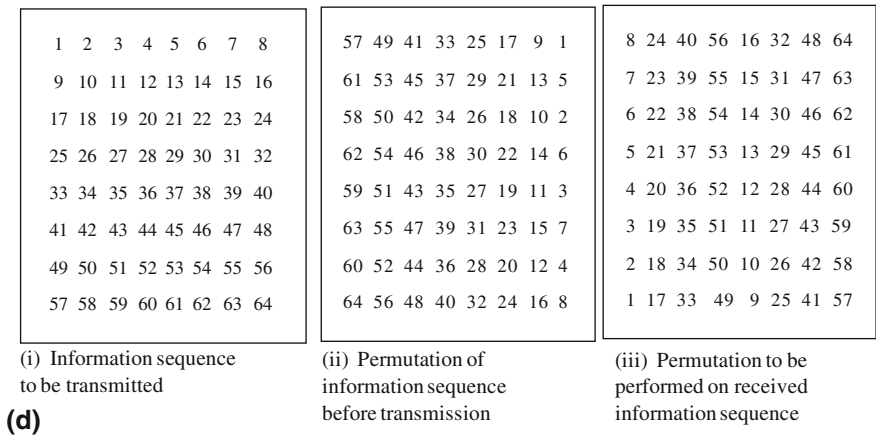 1 2 3 4 5 6 7 8
9 10 11 12 13 14 15 16
17 18 19 20 21 22 23 24
25 26 27 28 29 30 31 32
33 34 35 36 37 38 39 40
41 42 43 44 45 46 47 48
49 50 51 52 53 54 55 56
57 58 59 60 61 62 63 64
(i) Information sequence
to be transmitted
57 49 41 33 25 17 9 1
61 53 45 37 29 21 13 5
58 50 42 34 26 18 10 2
62 54 46 38 30 22 14 6
59 51 43 35 27 19 11 3
63 55 47 39 31 23 15 7
60 52 44 36 28 20 12 4
64 56 48 40 32 24 16 8
(ii) Permutation of
information sequence
before transmission
8 24 40 56 16 32 48 64
7 23 39 55 15 31 47 63
6 22 38 54 14 30 46 62
5 21 37 53 13 29 45 61
4 20 36 52 12 28 44 60
3 19 35 51 11 27 43 59
2 18 34 50 10 26 42 58
1 17 33 49 9 25 41 57
(iii) Permutation to be
performed on received
information sequence
(d)